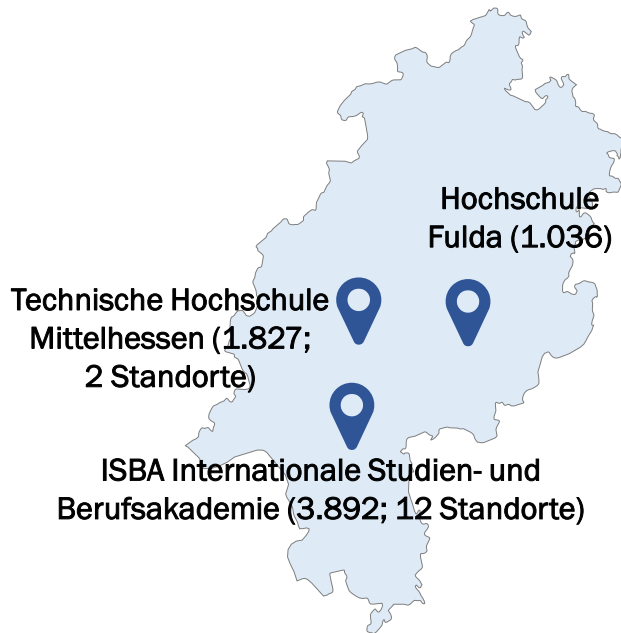 Hochschule
Fulda (1.036)
Technische Hochschule
Mittelhessen (1.827;
2 Standorte)
ISBA Internationale Studien- und
Berufsakademie (3.892; 12 Standorte)